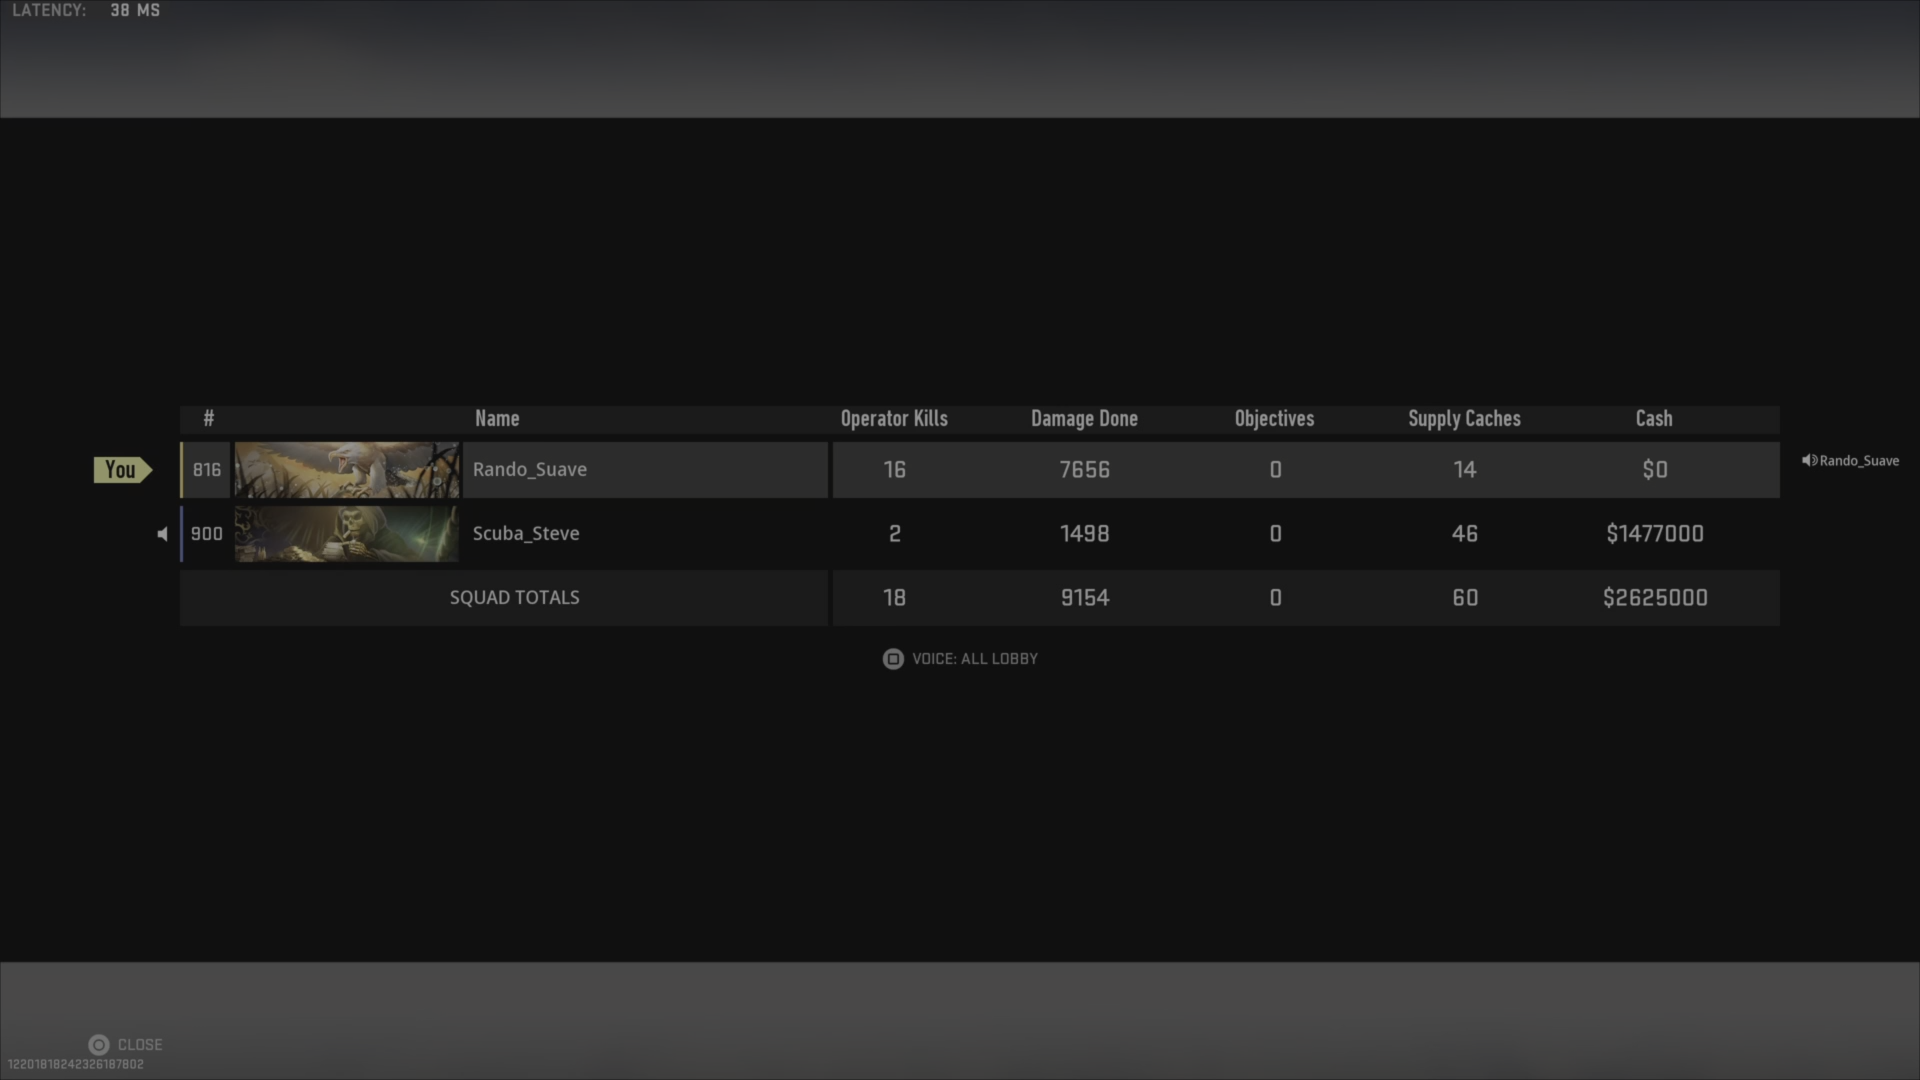 LATENCY: 38 MS
# Name Operator Kills Damage Done Objectives Supply Caches Cash
You 816 Rando_Suave 16 7656 0 14 $0 Rando_Suave
900 Scuba_Steve 2 1498 0 46 $1477000
SQUAD TOTALS 18 9154 0 60 $2625000
VOICE: ALL LOBBY
CLOSE
12201818242326187802